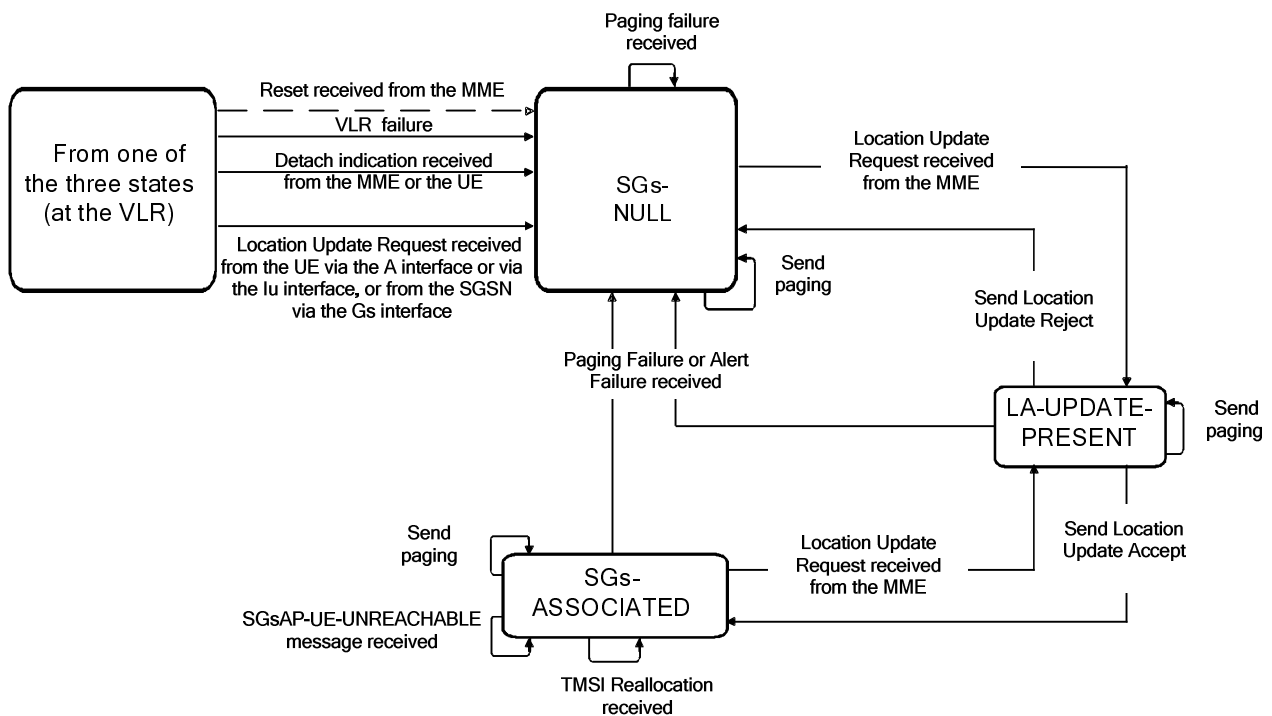 Paging failure
received
Reset received from the MME
VLR failure
Detach indication received
from the MME or the UE
From one of
the three states
(at the VLR)
Location Update Request received
from the UE via the A interface or via
the Iu interface, or from the SGSN
via the Gs interface
SGs-
NULL
Location Update
Request received
from the MME
Send
paging
Send Location
Update Reject
Paging Failure or Alert
Failure received
LA-UPDATE-
PRESENT
Send
paging
Send Location
Update Accept
Send
paging
SGs-
ASSOCIATED
Location Update
Request received
from the MME
SGsAP-UE-UNREACHABLE
message received
TMSI Reallocation
received